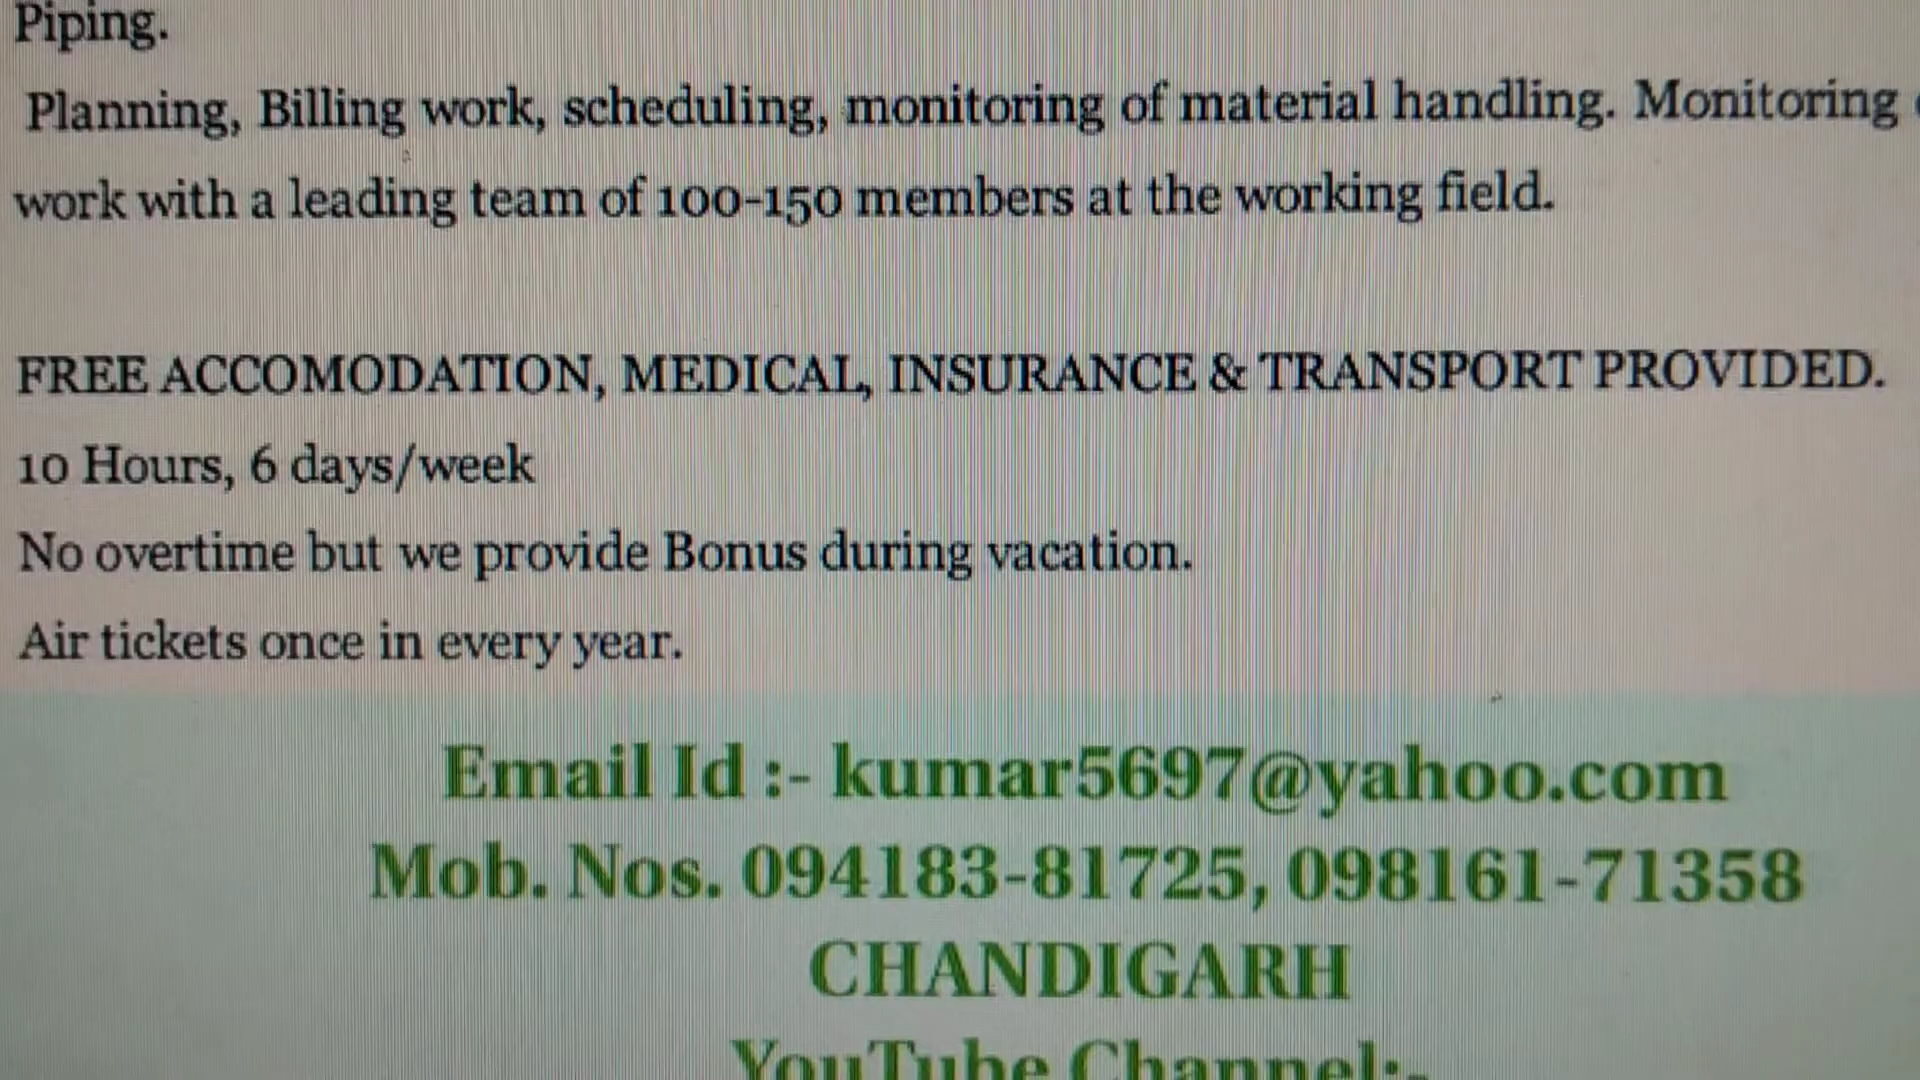 Piping.
Planning, Billing work, scheduling, monitoring of material handling. Monitoring
work with a leading team of 100-150 members at the working field.
FREE ACCOMODATION, MEDICAL, INSURANCE & TRANSPORT PROVIDED.
10 Hours, 6 days/week
No overtime but we provide Bonus during vacation.
Air tickets once in every year.
Email Id :- kumar5697@yahoo.com
Mob. Nos. 094183-81725, 098161-71358
CHANDIGARH
YouTube Channel:-